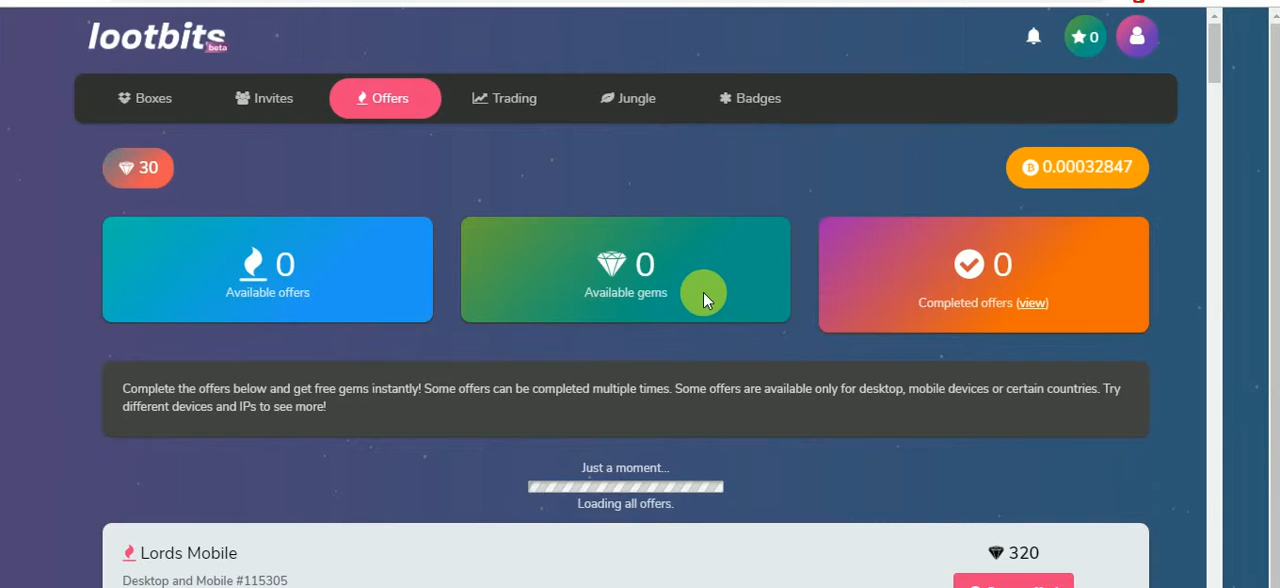 lootbits
beta
0
Boxes
Invites
Offers
Trading
Jungle
Badges
30
0.00032847
0
Available offers
0
Available gems
0
Completed offers (view)
Complete the offers below and get free gems instantly! Some offers can be completed multiple times. Some offers are available only for desktop, mobile devices or certain countries. Try
different devices and IPs to see more!
Just a moment...
Loading all offers.
Lords Mobile
320
Desktop and Mobile #115305